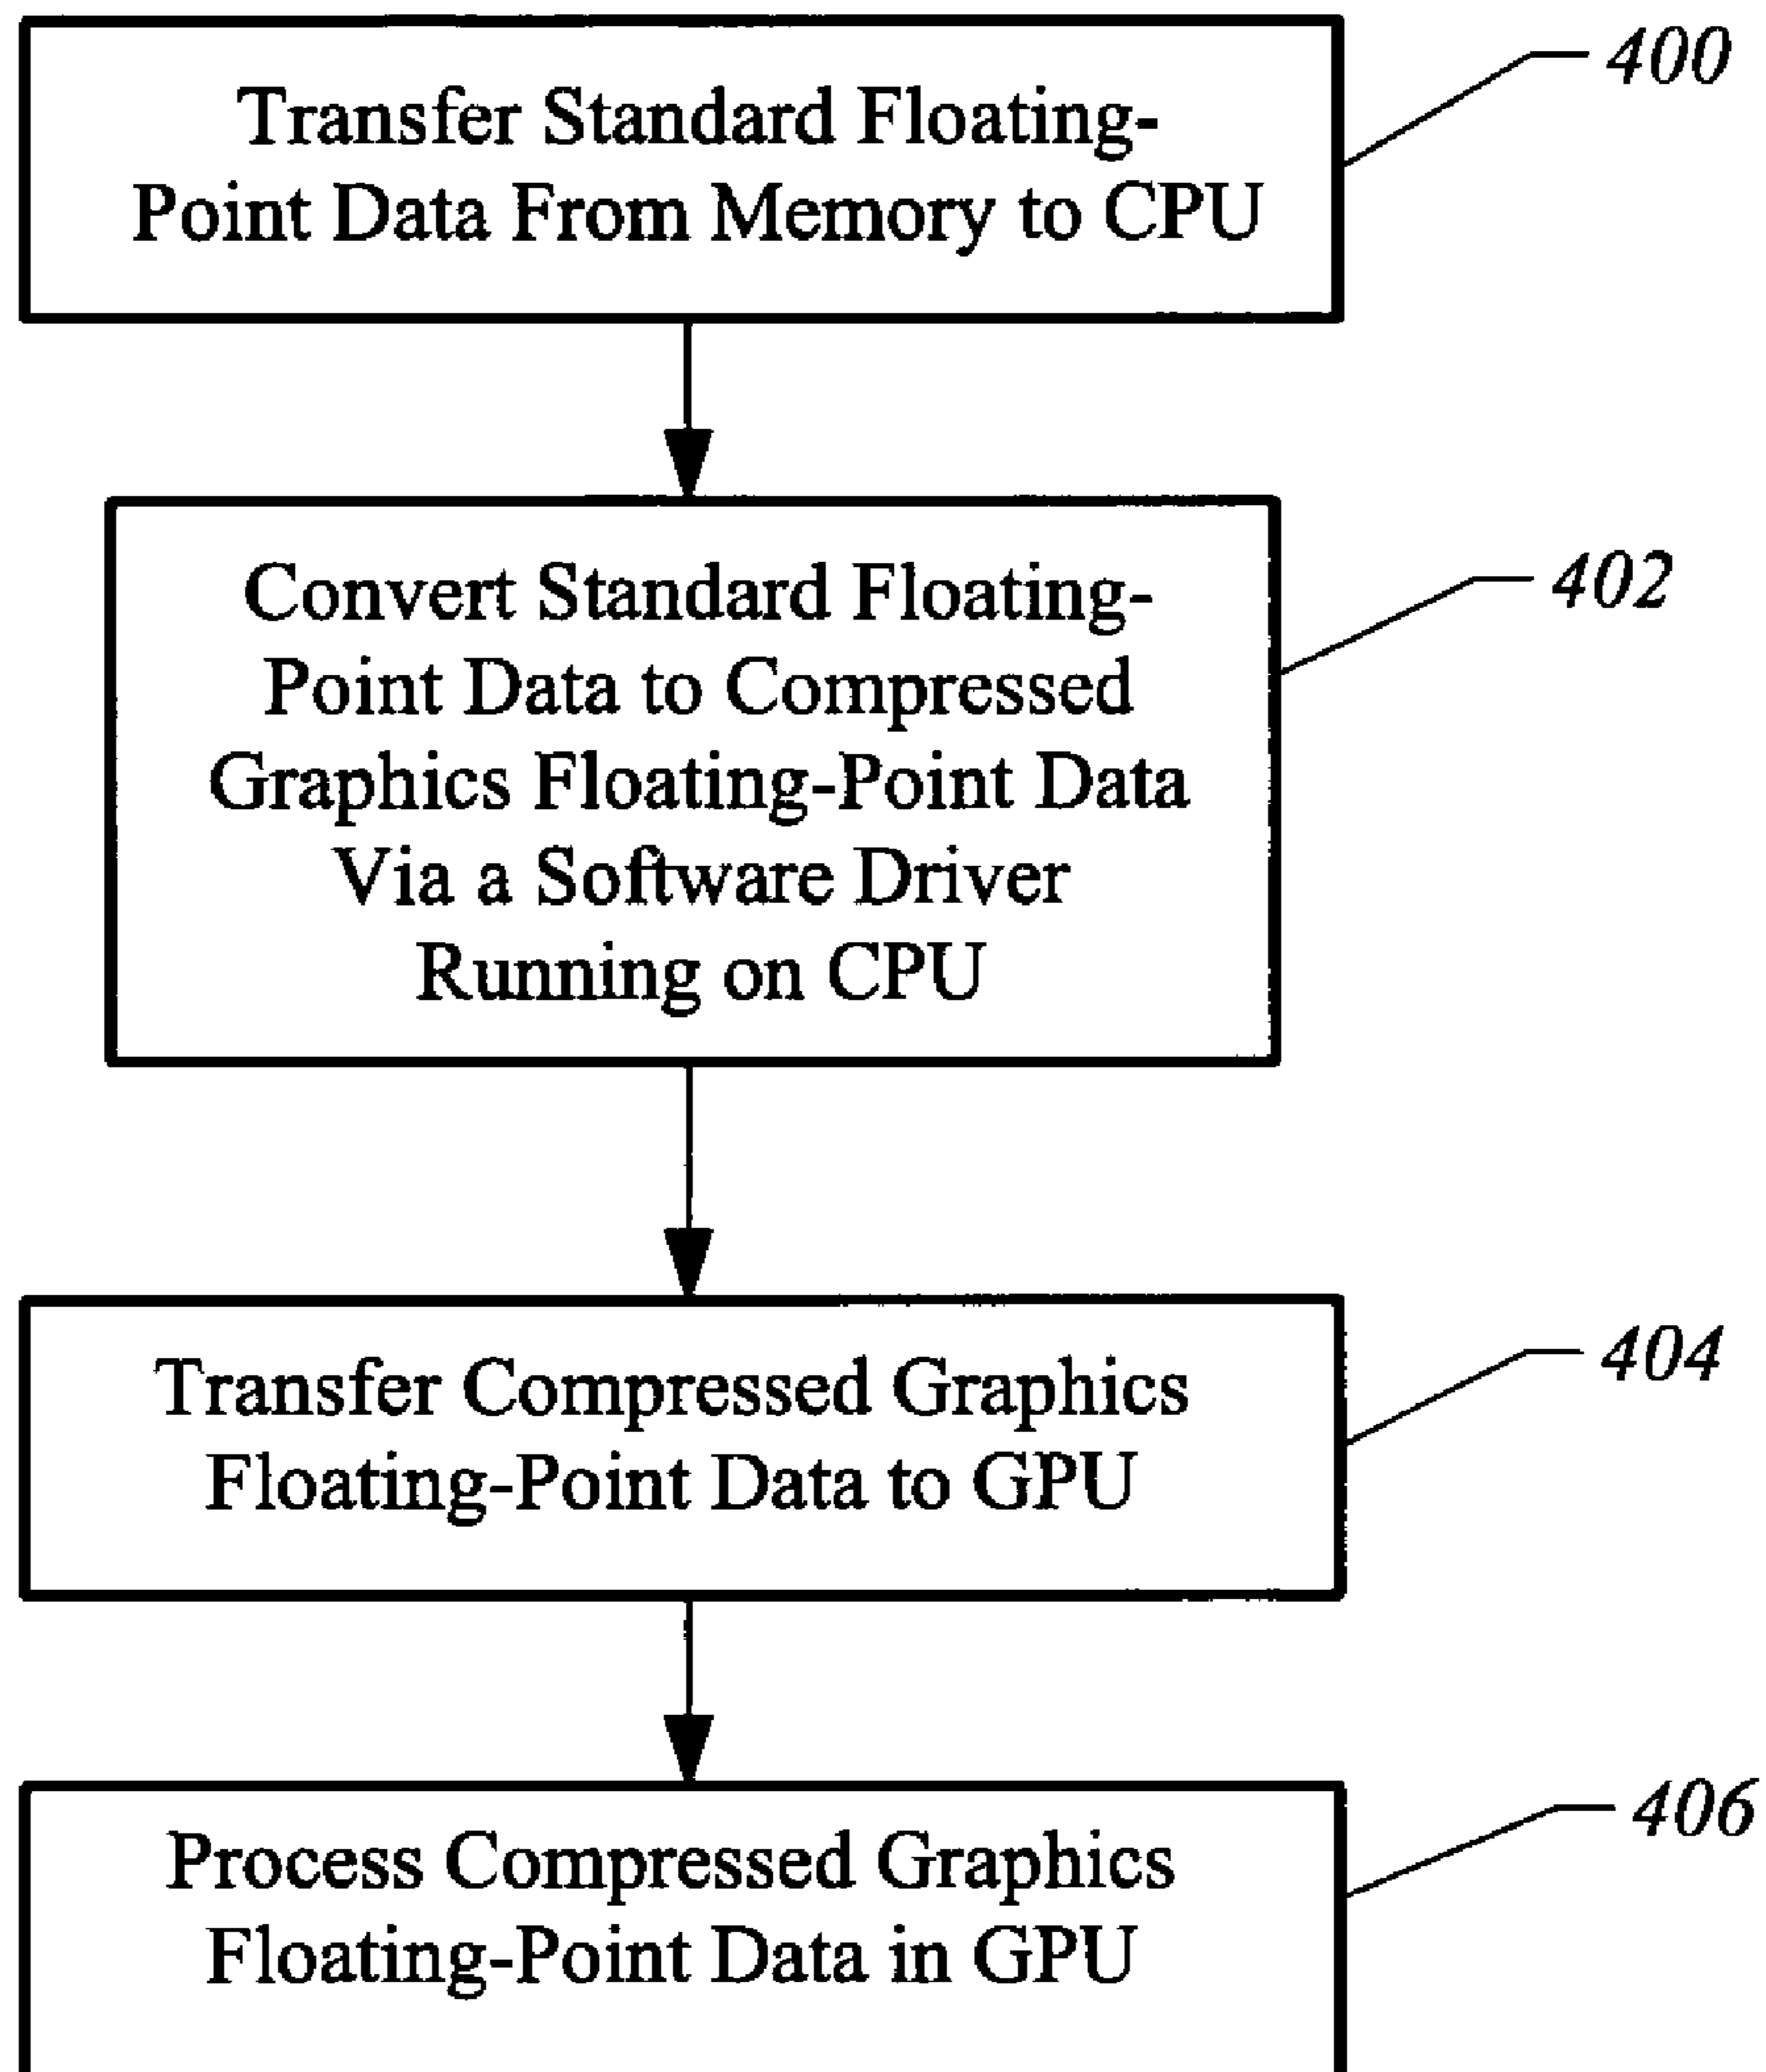 Transfer Standard Floating-
Point Data From Memory to CPU
400
Convert Standard Floating-
Point Data to Compressed
Graphics Floating-Point Data
Via a Software Driver
Running on CPU
402
Transfer Compressed Graphics
Floating-Point Data to GPU
404
Process Compressed Graphics
Floating-Point Data in GPU
406